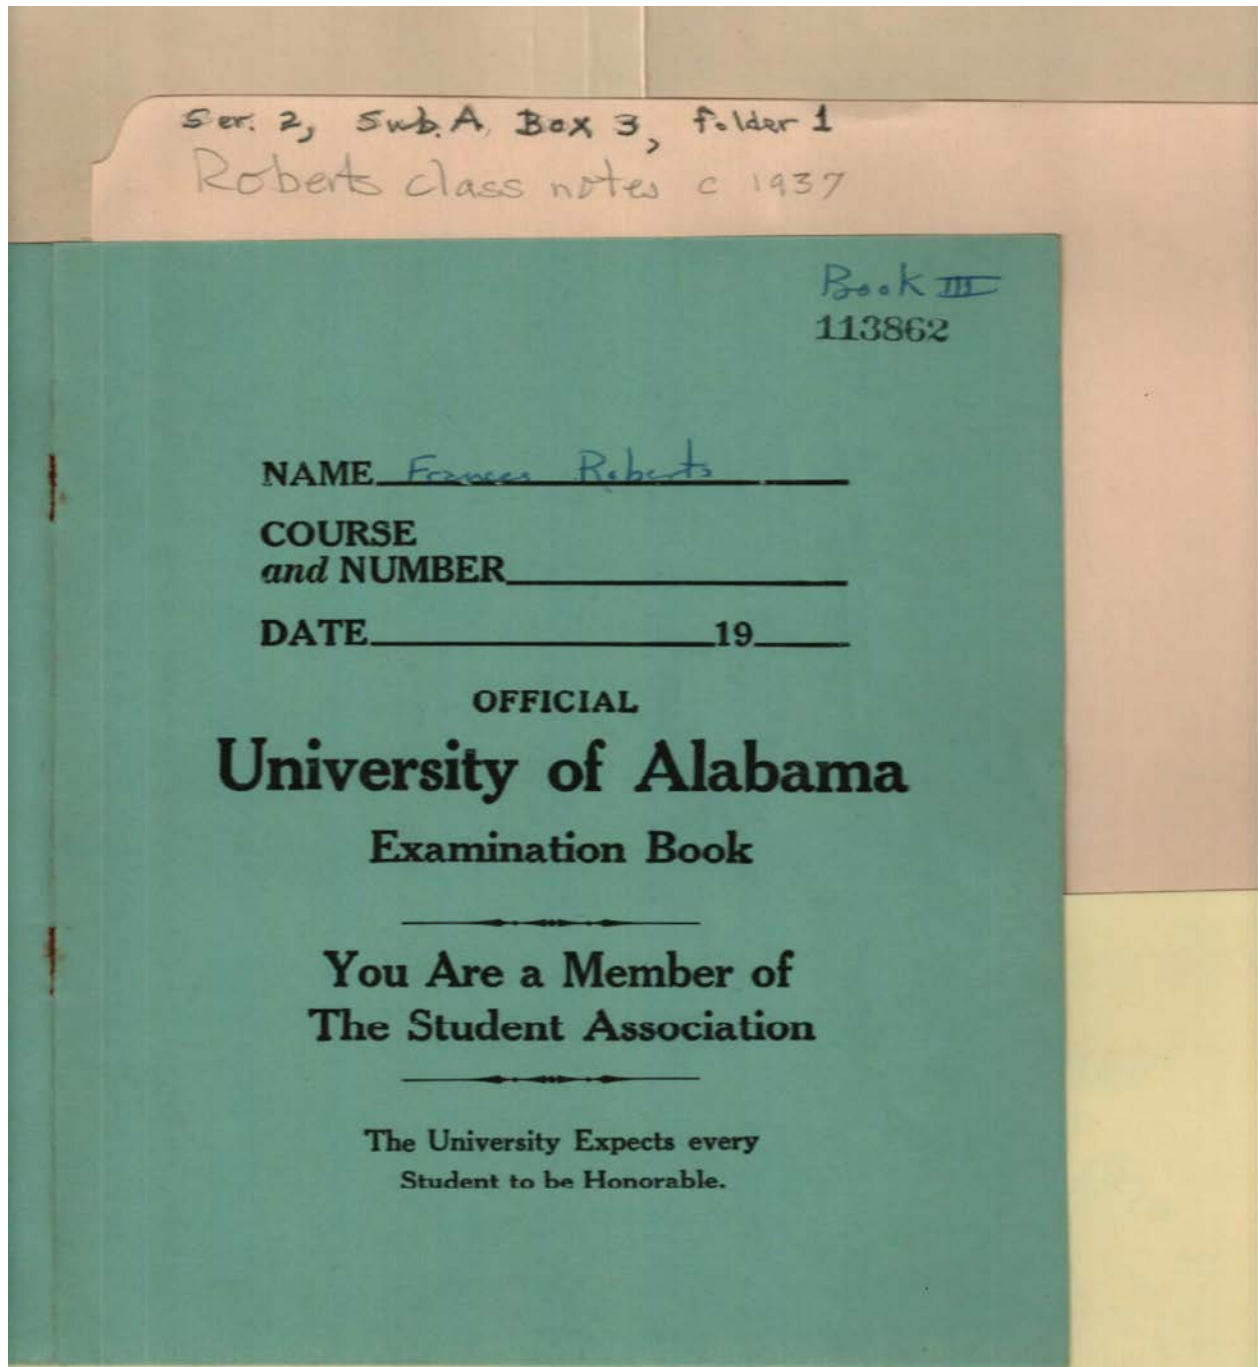 Ser. 2, Sub. A, Box 3, folder 1
Roberts class notes c 1937
Book III
113862
NAME Frances Roberts
COURSE
and NUMBER
DATE 19
OFFICIAL
University of Alabama
Examination Book
You Are a Member of
The Student Association
The University Expects every
Student to be Honorable.